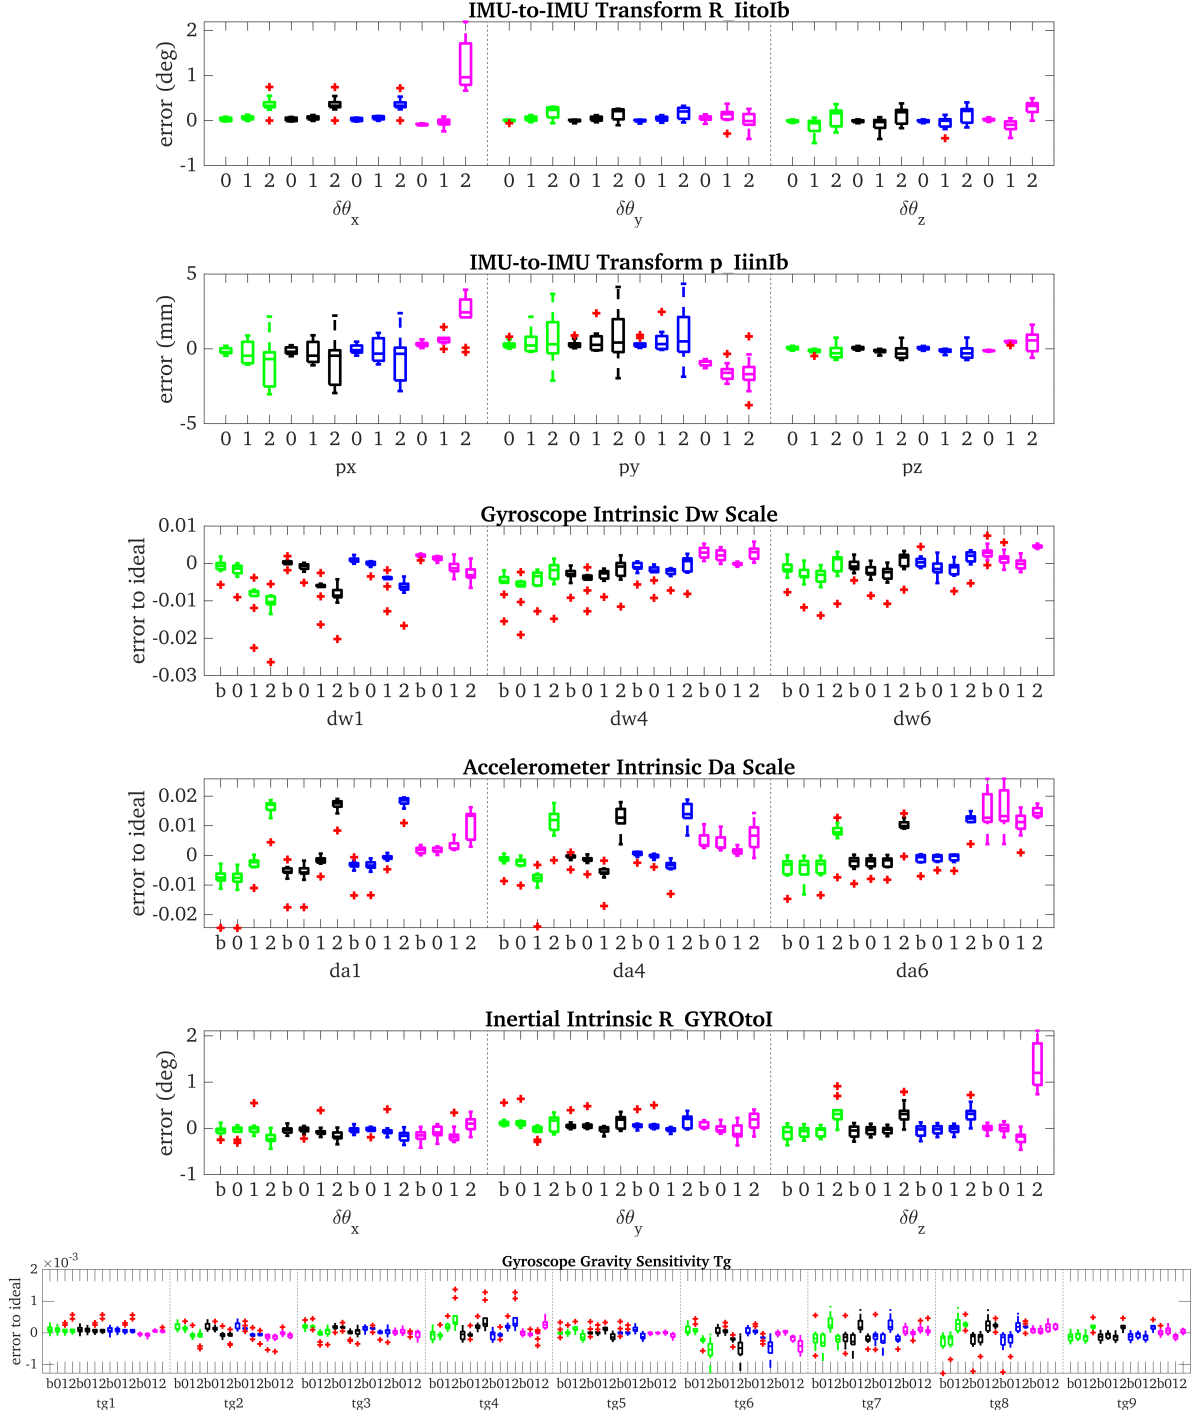 IMU-to-IMU Transform R_IitoIb
error (deg)
2
1
0
-1
0 1 2 0 1 2 0 1 2 0 1 2 0 1 2 0 1 2 0 1 2 0 1 2 0 1 2 0 1 2 0 1 2 0 1 2
δθx δθy δθz
IMU-to-IMU Transform p_IiinIb
error (mm)
5
0
-5
0 1 2 0 1 2 0 1 2 0 1 2 0 1 2 0 1 2 0 1 2 0 1 2 0 1 2 0 1 2 0 1 2 0 1 2
px py pz
Gyroscope Intrinsic Dw Scale
error to ideal
0.01
0
-0.01
-0.02
-0.03
b 0 1 2 b 0 1 2 b 0 1 2 b 0 1 2 b 0 1 2 b 0 1 2 b 0 1 2 b 0 1 2 b 0 1 2 b 0 1 2 b 0 1 2 b 0 1 2
dw1 dw4 dw6
Accelerometer Intrinsic Da Scale
error to ideal
0.02
0.01
0
-0.01
-0.02
b 0 1 2 b 0 1 2 b 0 1 2 b 0 1 2 b 0 1 2 b 0 1 2 b 0 1 2 b 0 1 2 b 0 1 2 b 0 1 2 b 0 1 2 b 0 1 2
da1 da4 da6
Inertial Intrinsic R_GYROtoI
error (deg)
2
1
0
-1
b 0 1 2 b 0 1 2 b 0 1 2 b 0 1 2 b 0 1 2 b 0 1 2 b 0 1 2 b 0 1 2 b 0 1 2 b 0 1 2 b 0 1 2 b 0 1 2
δθx δθy δθz
Gyroscope Gravity Sensitivity Tg
×10-3
error to ideal
2
1
0
-1
b012b012b012b012 b012b012b012b012 b012b012b012b012 b012b012b012b012 b012b012b012b012 b012b012b012b012 b012b012b012b012 b012b012b012b012 b012b012b012b012
tg1 tg2 tg3 tg4 tg5 tg6 tg7 tg8 tg9